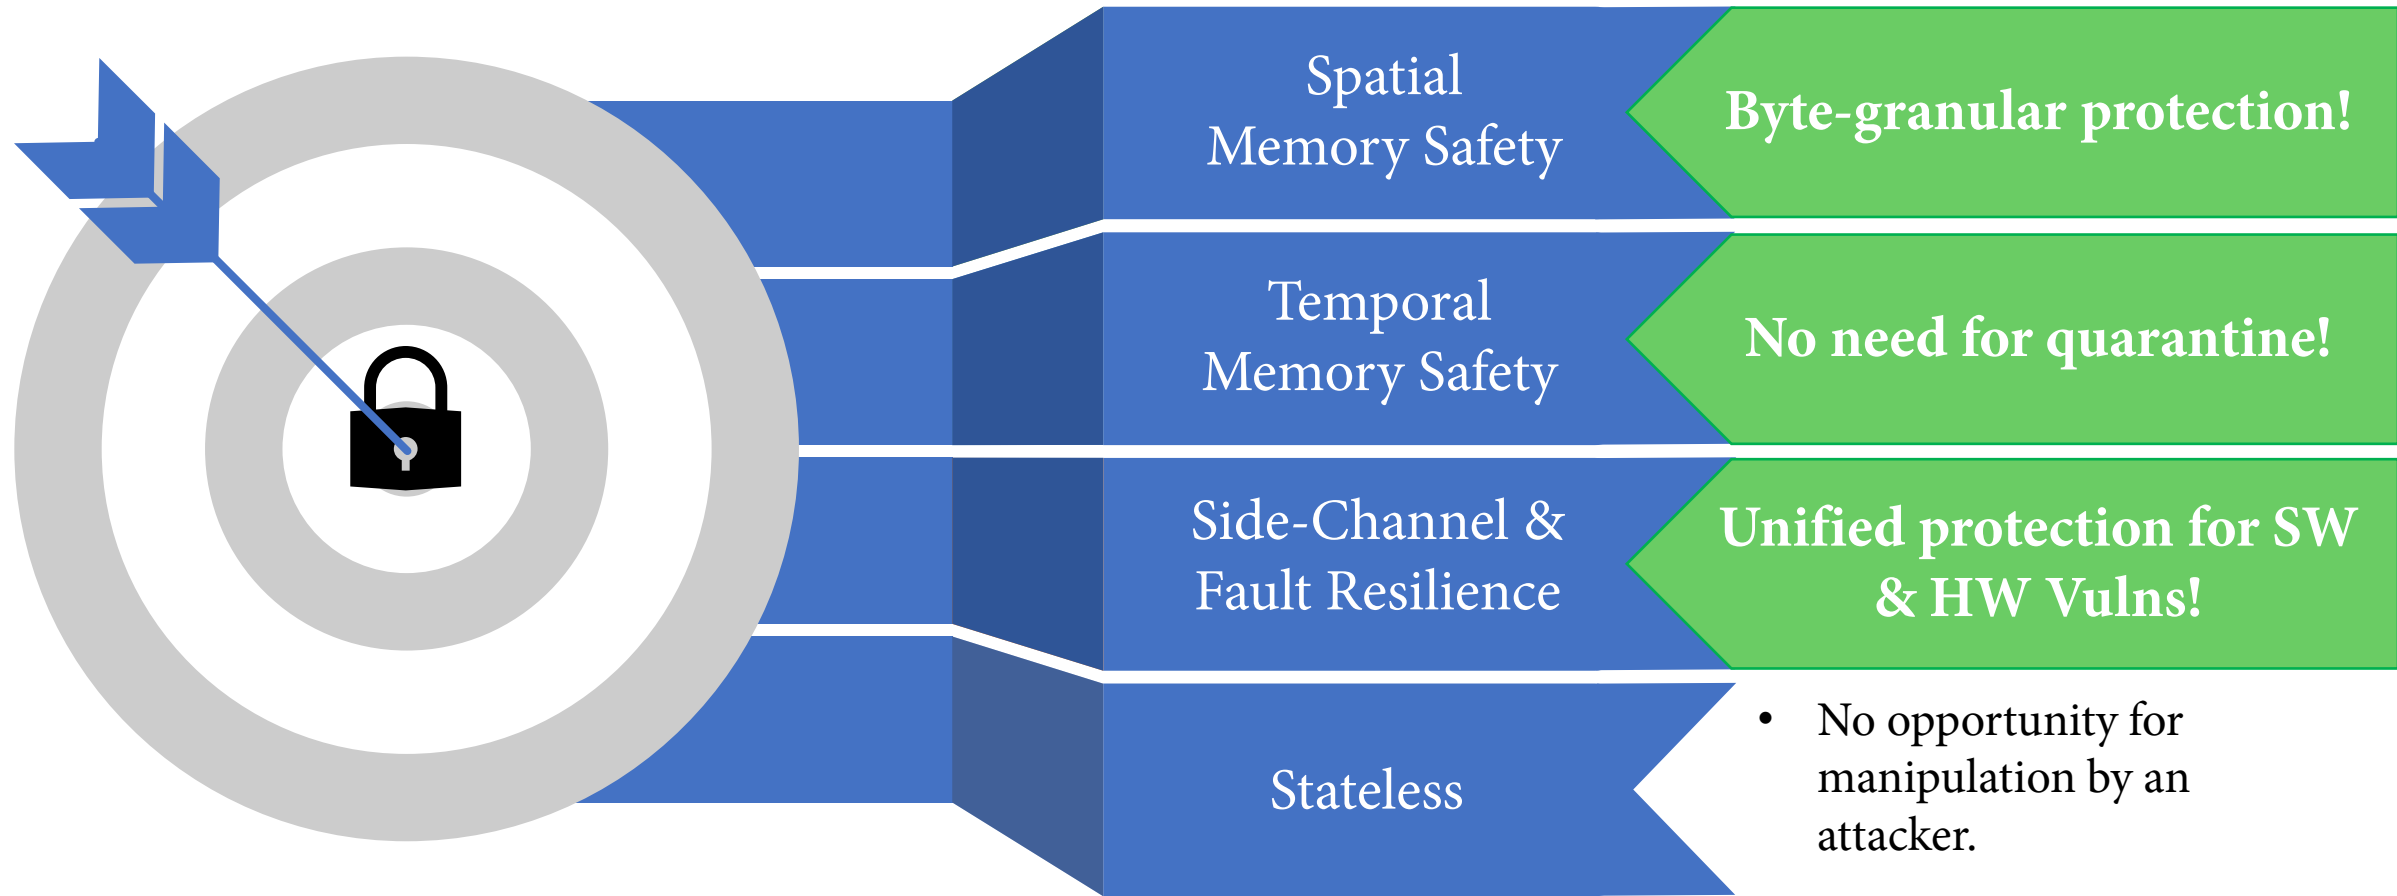 Spatial
Memory Safety
Byte-granular protection!
Temporal
Memory Safety
No need for quarantine!
Side-Channel &
Fault Resilience
Unified protection for SW
& HW Vulns!
Stateless
• No opportunity for
manipulation by an
attacker.